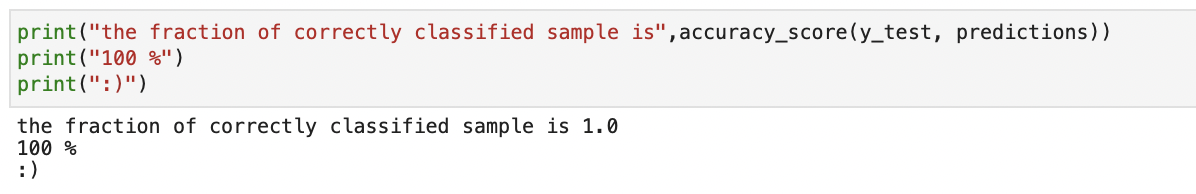 print("the fraction of correctly classified sample is",accuracy_score(y_test, predictions))
print("100 %")
print(":)")
the fraction of correctly classified sample is 1.0
100 %
:)